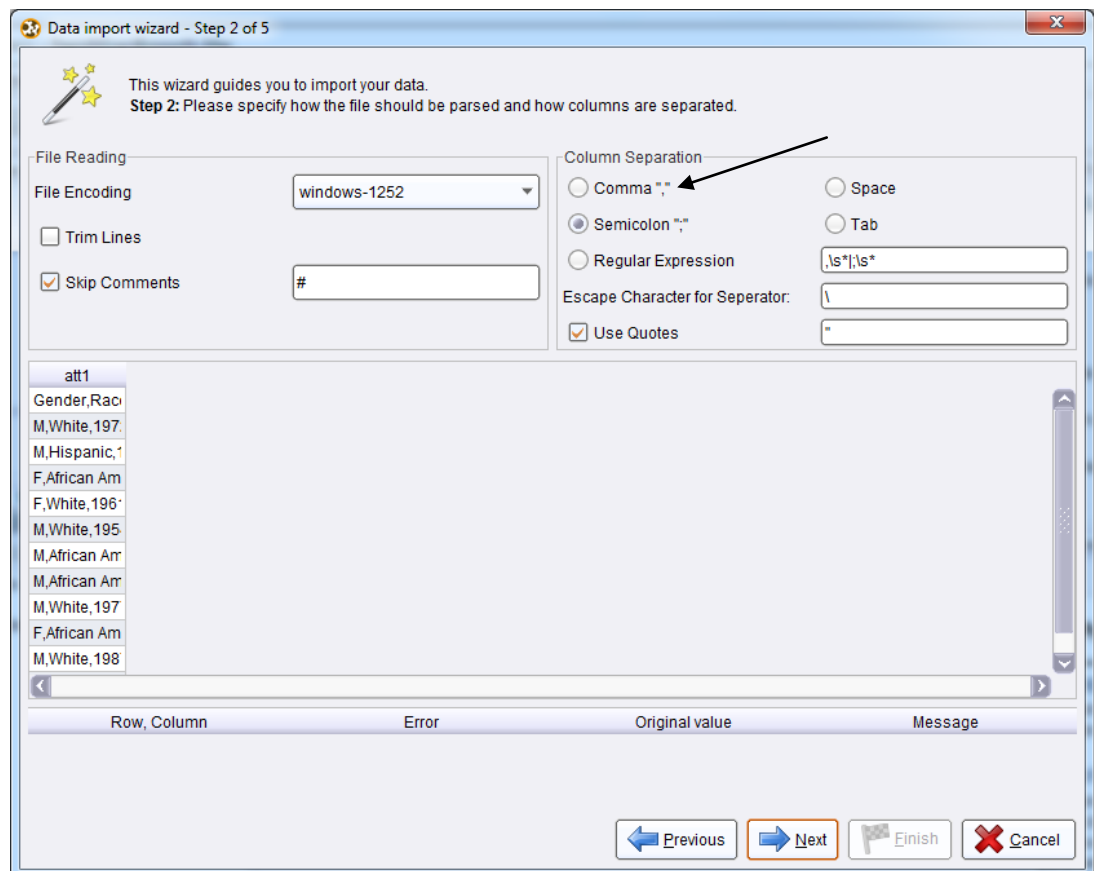 Data import wizard - Step 2 of 5
X
This wizard guides you to import your data.
Step 2: Please specify how the file should be parsed and how columns are separated.
File Reading
File Encoding
windows-1252
Trim Lines
Skip Comments
#
Column Separation
Comma ","
Space
Semicolon ";"
Tab
Regular Expression
,\s*|;\s*
Escape Character for Seperator:
\
Use Quotes
"
att1
Gender,Rac
M,White,197
M,Hispanic,1
F,African Am
F,White,1961
M,White,195
M,African Am
M,African Am
M,White,197
F,African Am
M,White,198
Row, Column Error Original value Message
Previous Next Finish Cancel